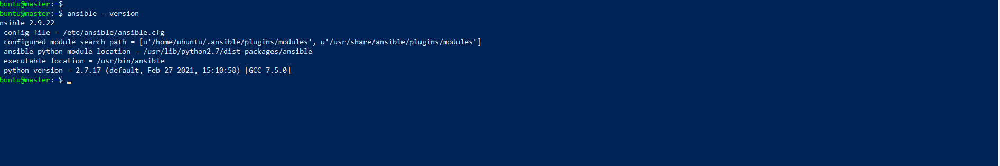 buntu@master:~$
buntu@master:~$ ansible --version
nsible 2.9.22
config file = /etc/ansible/ansible.cfg
configured module search path = [u'/home/ubuntu/.ansible/plugins/modules', u'/usr/share/ansible/plugins/modules']
ansible python module location = /usr/lib/python2.7/dist-packages/ansible
executable location = /usr/bin/ansible
python version = 2.7.17 (default, Feb 27 2021, 15:10:58) [GCC 7.5.0]
buntu@master:~$